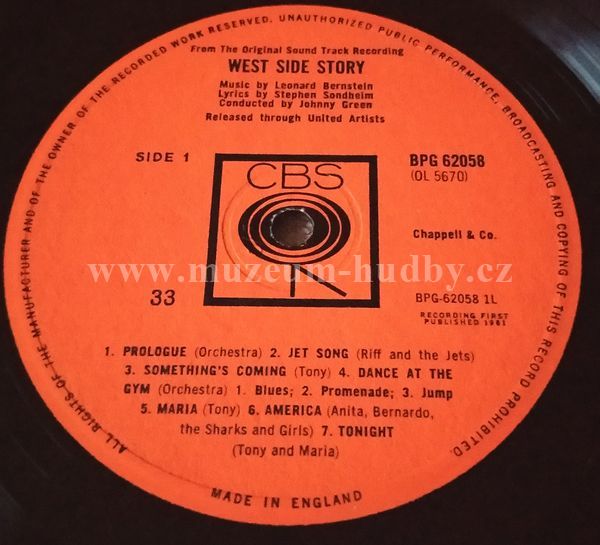 ALL RIGHTS OF THE MANUFACTURER AND OF THE OWNER OF THE RECORDED WORK RESERVED. UNAUTHORIZED PUBLIC PERFORMANCE, BROADCASTING AND COPYING OF THIS RECORD PROHIBITED.
From The Original Sound Track Recording
WEST SIDE STORY
Music by Leonard Bernstein
Lyrics by Stephen Sondheim
Conducted by Johnny Green
Released through United Artists
SIDE 1
BPG 62058
(OL 5670)
CBS
Chappell & Co.
www.muzeum-hudby.cz
33
BPG-62058 1L
RECORDING FIRST
PUBLISHED 1961
1. PROLOGUE (Orchestra) 2. JET SONG (Riff and the Jets)
3. SOMETHING'S COMING (Tony) 4. DANCE AT THE
GYM (Orchestra) 1. Blues; 2. Promenade; 3. Jump
5. MARIA (Tony) 6. AMERICA (Anita, Bernardo,
the Sharks and Girls) 7. TONIGHT
(Tony and Maria)
MADE IN ENGLAND